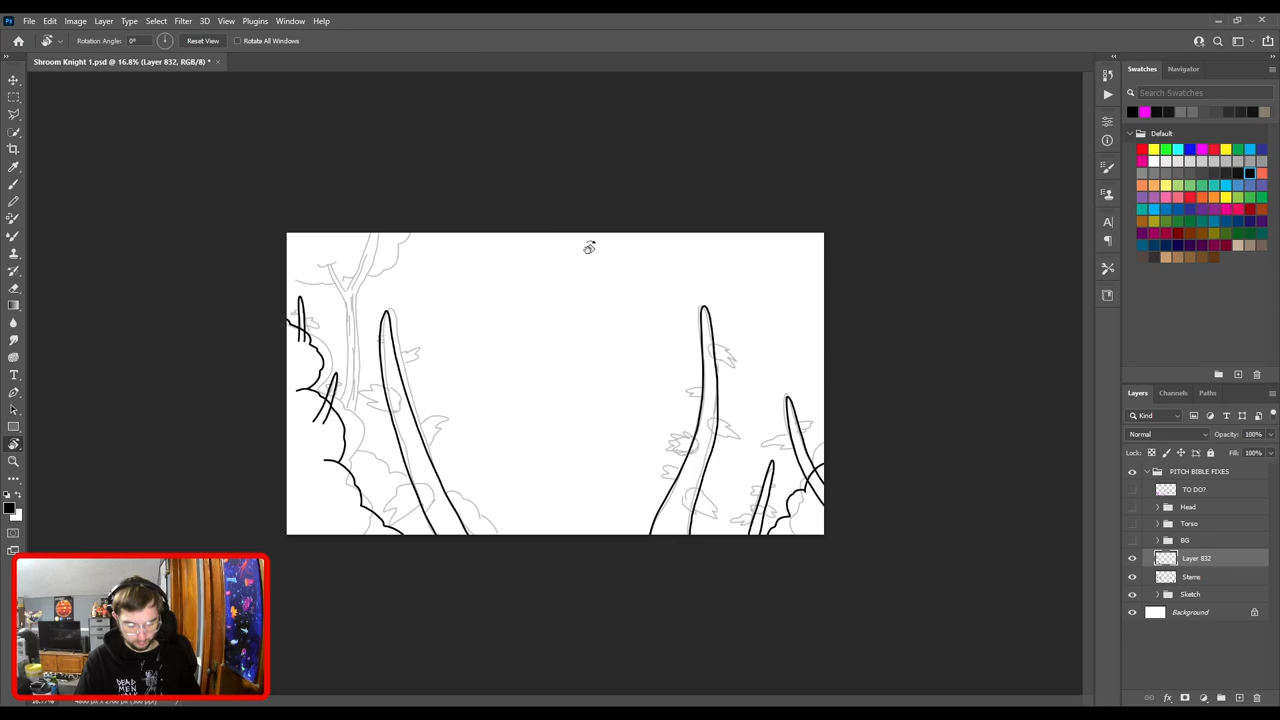 Ps File Edit Image Layer Type Select Filter 3D View Plugins Window Help
Rotation Angle: 0° Reset View Rotate All Windows
Shroom Knight 1.psd @ 16.8% (Layer 832, RGB/8) *
Swatches Navigator
Search Swatches
Default
Layers Channels Paths
Kind
Normal Opacity: 100%
Lock: Fill: 100%
PITCH BIBLE FIXES
TO DO?
Head
Torso
BG
Layer 832
Stems
Sketch
Background
DEAD
MEN